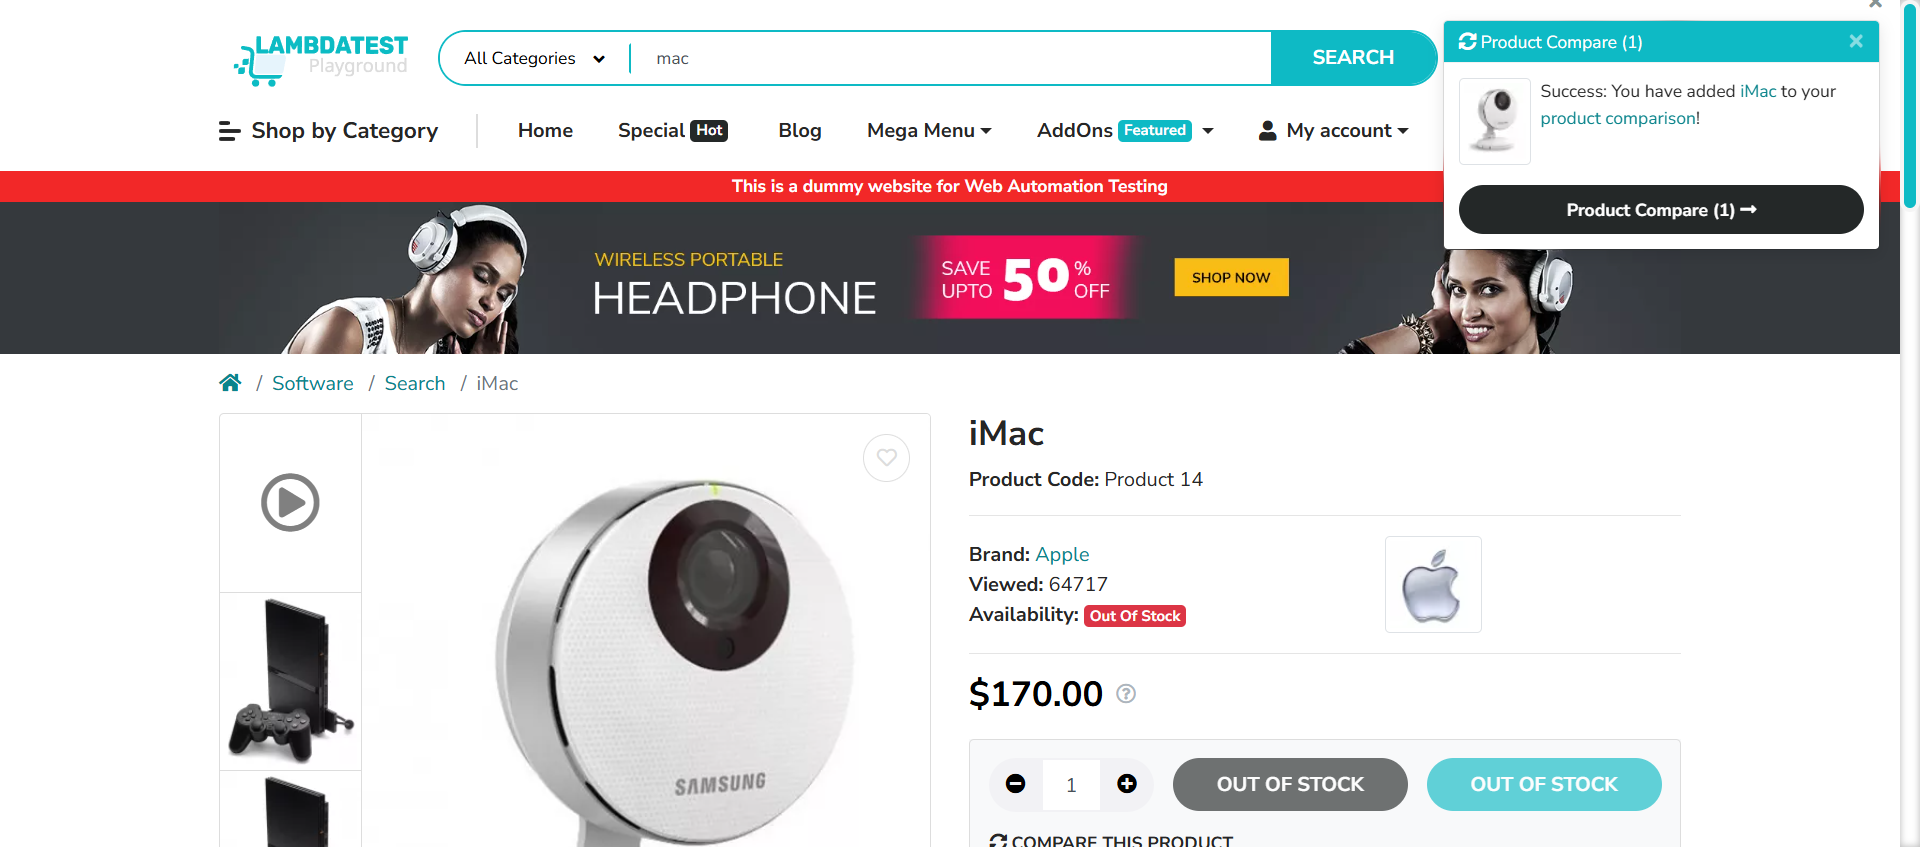 LAMBDATEST
Playground
All Categories
mac
SEARCH
Product Compare (1)
×
Success: You have added iMac to your
product comparison!
Product Compare (1)
Shop by Category
Home
Special Hot
Blog
Mega Menu
AddOns Featured
My account
This is a dummy website for Web Automation Testing
WIRELESS PORTABLE
HEADPHONE
SAVE
UPTO
50
%
OFF
SHOP NOW
/ Software / Search / iMac
iMac
Product Code: Product 14
Brand: Apple
Viewed: 64717
Availability: Out Of Stock
$170.00
SAMSUNG
1
OUT OF STOCK
OUT OF STOCK
COMPARE THIS PRODUCT